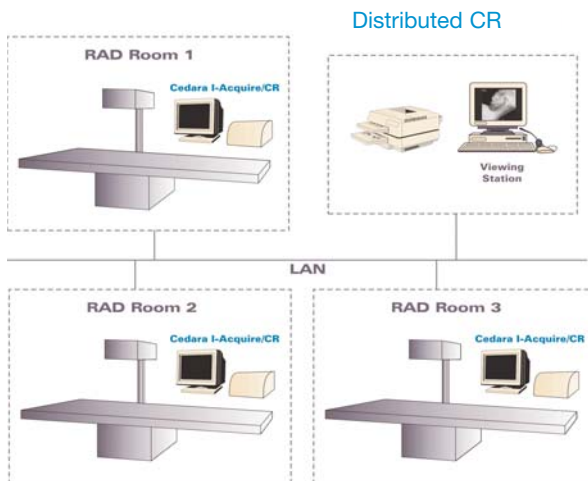 Distributed CR
RAD Room 1
Cedara I-Acquire/CR
Viewing
Station
LAN
RAD Room 2
Cedara I-Acquire/CR
RAD Room 3
Cedara I-Acquire/CR